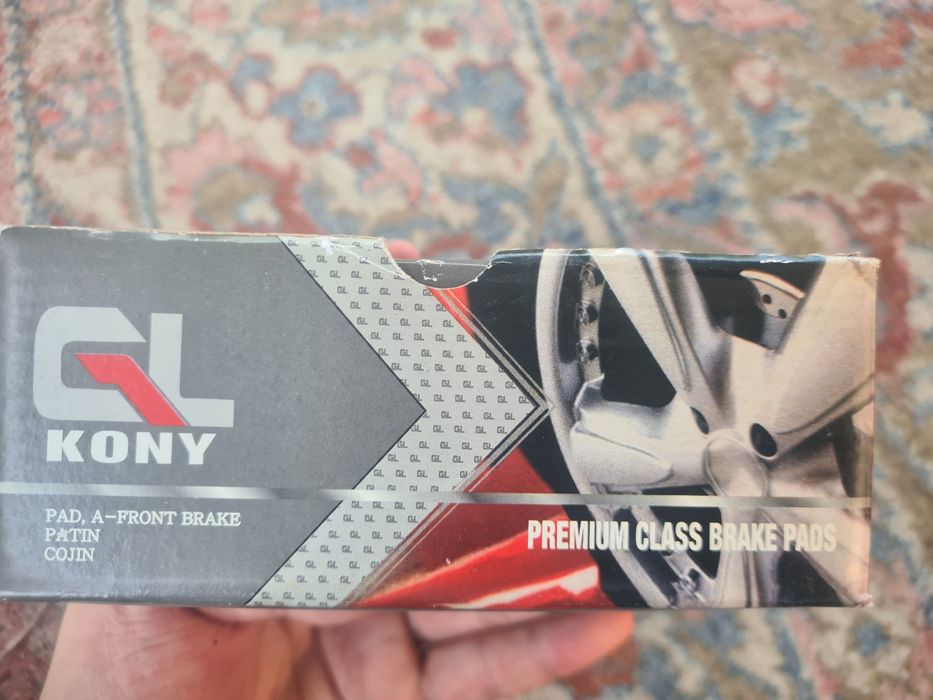 GL
KONY
PAD, A-FRONT BRAKE
PATIN
COJIN
PREMIUM CLASS BRAKE PADS